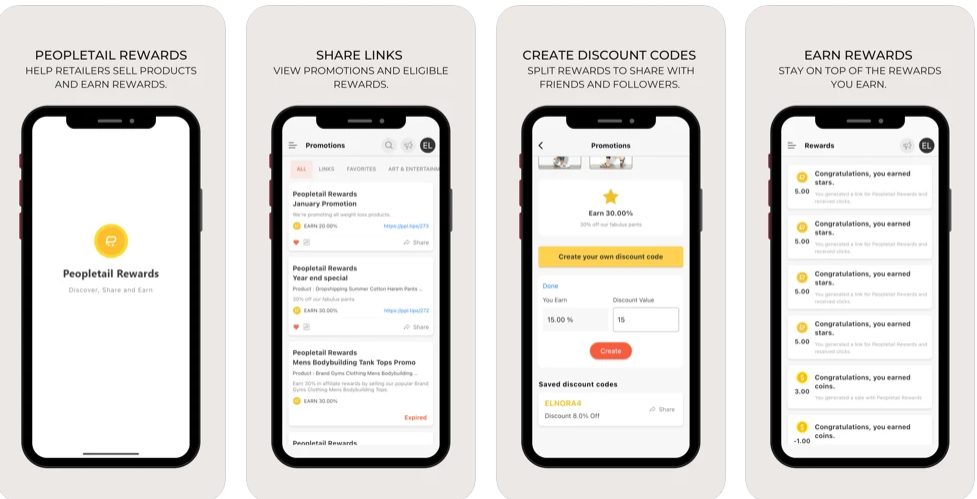 PEOPLETAIL REWARDS
HELP RETAILERS SELL PRODUCTS
AND EARN REWARDS.
Peopletail Rewards
Discover, Share and Earn
SHARE LINKS
VIEW PROMOTIONS AND ELIGIBLE
REWARDS.
Promotions
EL
ALL LINKS FAVORITES ART & ENTERTAINM
Peopletail Rewards
January Promotion
We're promoting all weight loss products.
EARN 20.00% https://ppl.tips/273
Share
Peopletail Rewards
Year end special
Product : Dropshipping Summer Cotton Harem Pants ...
30% off our fabulus pants
EARN 30.00% https://ppl.tips/272
Share
Peopletail Rewards
Mens Bodybuilding Tank Tops Promo
Product : Brand Gyms Clothing Mens Bodybuilding ...
Earn 30% in affiliate rewards by selling our popular Brand
Gyms Clothing Mens Bodybuilding Tops.
EARN 30.00%
Expired
Peopletail Rewards
CREATE DISCOUNT CODES
SPLIT REWARDS TO SHARE WITH
FRIENDS AND FOLLOWERS.
Promotions
Earn 30.00%
30% off our fabulus pants
Create your own discount code
Done
You Earn Discount Value
15.00 % 15
Create
Saved discount codes
ELNORA4
Discount 8.0% Off
Share
EARN REWARDS
STAY ON TOP OF THE REWARDS
YOU EARN.
Rewards
EL
Congratulations, you earned
stars.
5.00
You generated a link for Peopletail Rewards and
received clicks
Congratulations, you earned
stars.
5.00
You generated a link for Peopletail Rewards and
received clicks
Congratulations, you earned
stars.
5.00
You generated a link for Peopletail Rewards and
received clicks
Congratulations, you earned
stars.
5.00
You generated a link for Peopletail Rewards and
received clicks
Congratulations, you earned
coins.
3.00
You generated a sale with Peopletail Rewards
Congratulations, you earned
coins.
-1.00